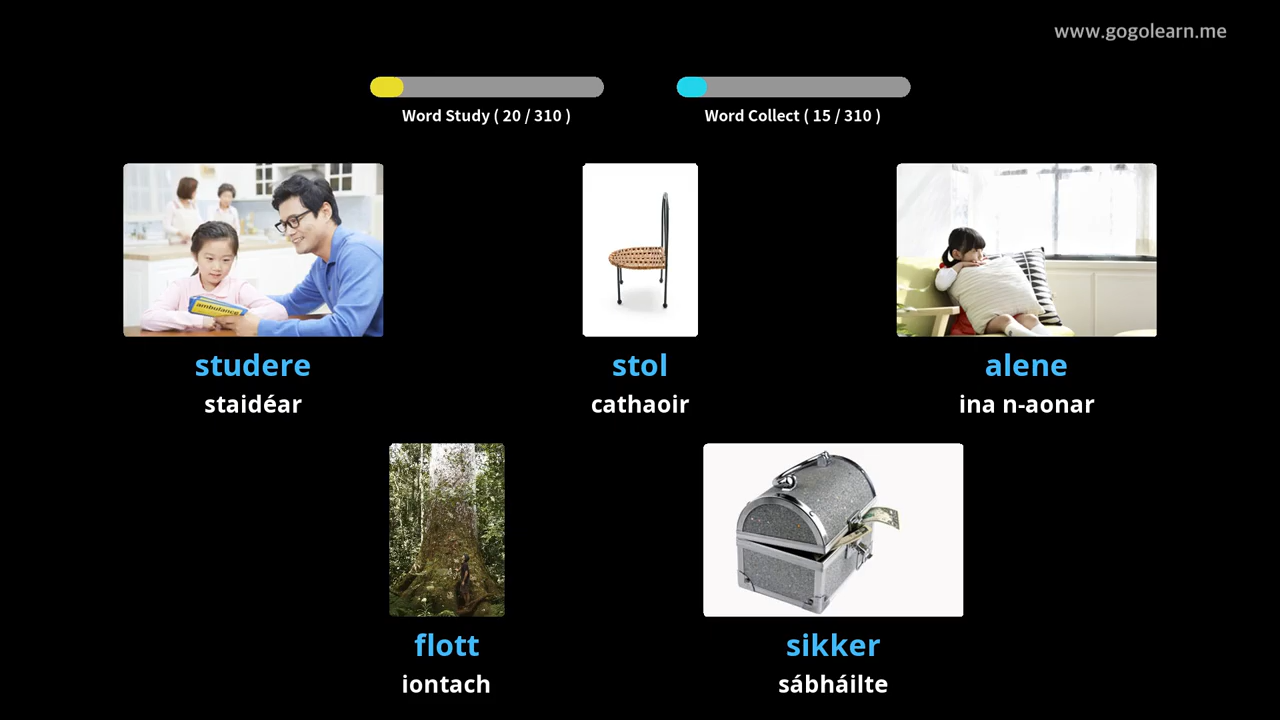 www.gogolearn.me
Word Study ( 20 / 310 )
Word Collect ( 15 / 310 )
ambulance
studere
staidéar
stol
cathaoir
alene
ina n-aonar
flott
iontach
sikker
sábháilte